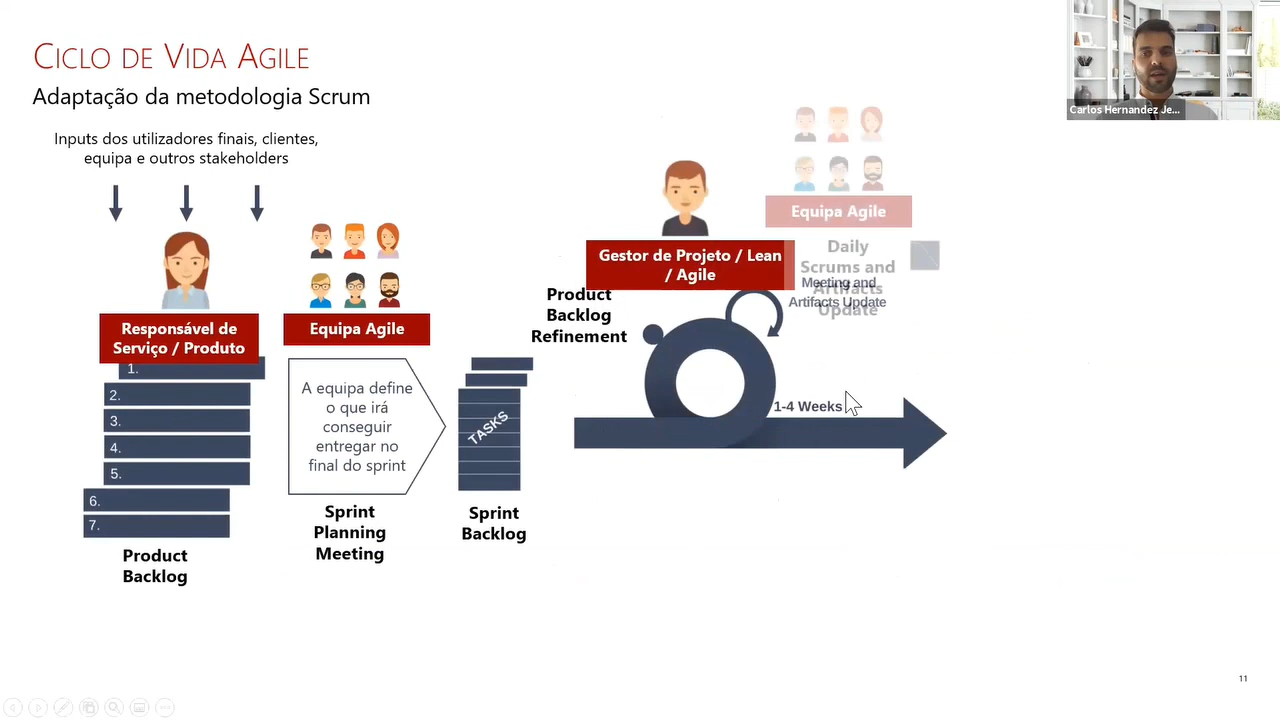 CICLO DE VIDA AGILE
Adaptação da metodologia Scrum
Inputs dos utilizadores finais, clientes,
equipa e outros stakeholders
Responsável de
Serviço / Produto
1.
2.
3.
4.
5.
6.
7.
Product
Backlog
Equipa Agile
A equipa define
o que irá
conseguir
entregar no
final do sprint
Sprint
Planning
Meeting
TASKS
Sprint
Backlog
Gestor de Projeto / Lean
/ Agile
Product
Backlog
Refinement
Equipa Agile
Daily
Scrums and
Artifacts
Update
Meeting and
Artifacts Update
1-4 Weeks
Carlos Hernandez Je...
11